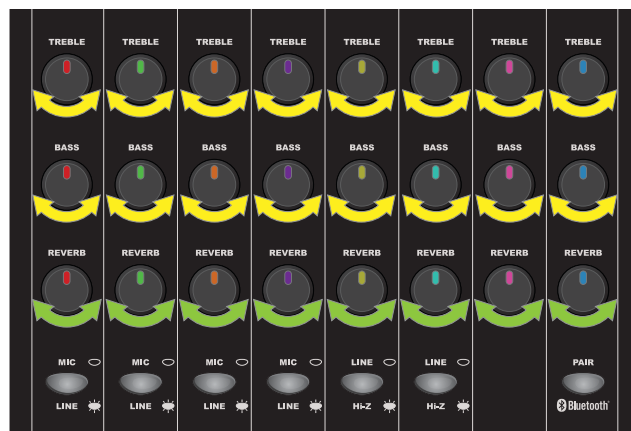 TREBLE TREBLE TREBLE TREBLE TREBLE TREBLE TREBLE TREBLE
BASS BASS BASS BASS BASS BASS BASS BASS
REVERB REVERB REVERB REVERB REVERB REVERB REVERB REVERB
MIC MIC MIC MIC LINE LINE PAIR
LINE LINE LINE LINE Hi-Z Hi-Z Bluetooth